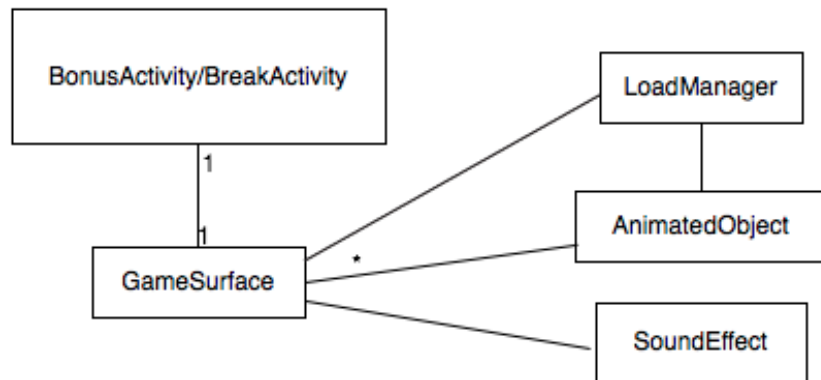 BonusActivity/BreakActivity
LoadManager
1
AnimatedObject
1
*
GameSurface
SoundEffect